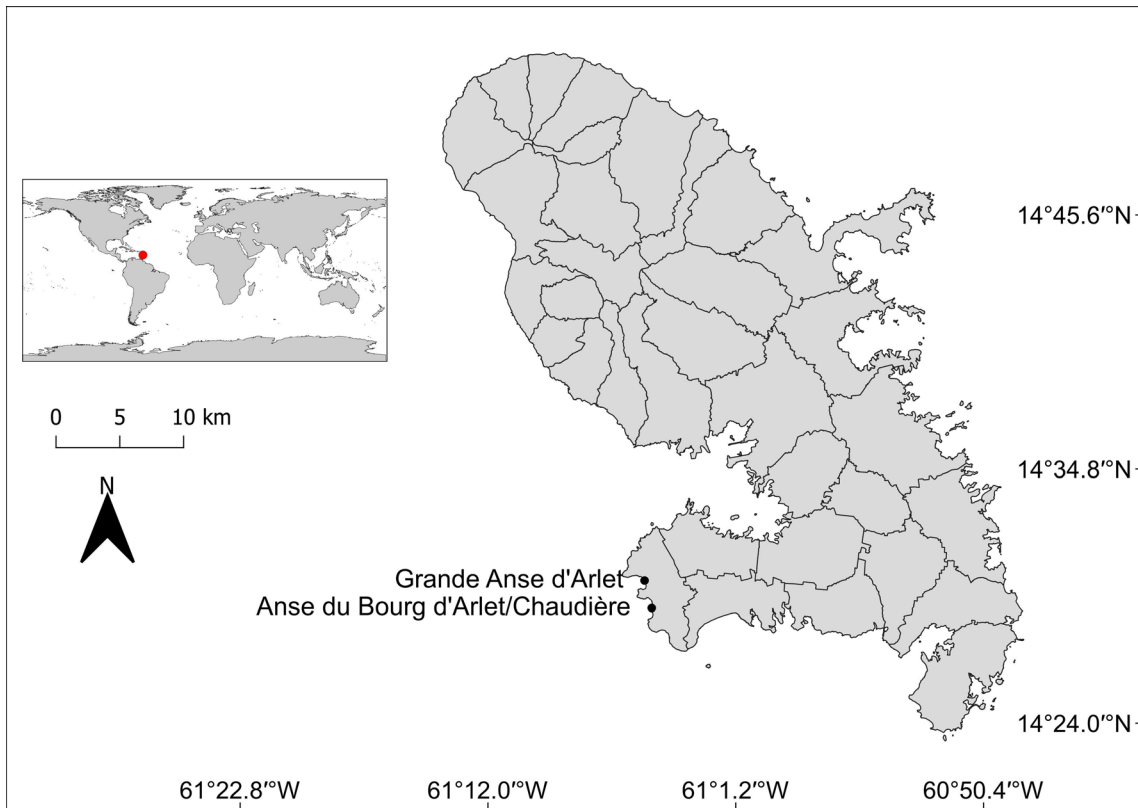 14°45.6′°N
0 5 10 km
N
14°34.8′°N
Grande Anse d'Arlet
Anse du Bourg d'Arlet/Chaudière
14°24.0′°N
61°22.8′°W 61°12.0′°W 61°1.2′°W 60°50.4′°W